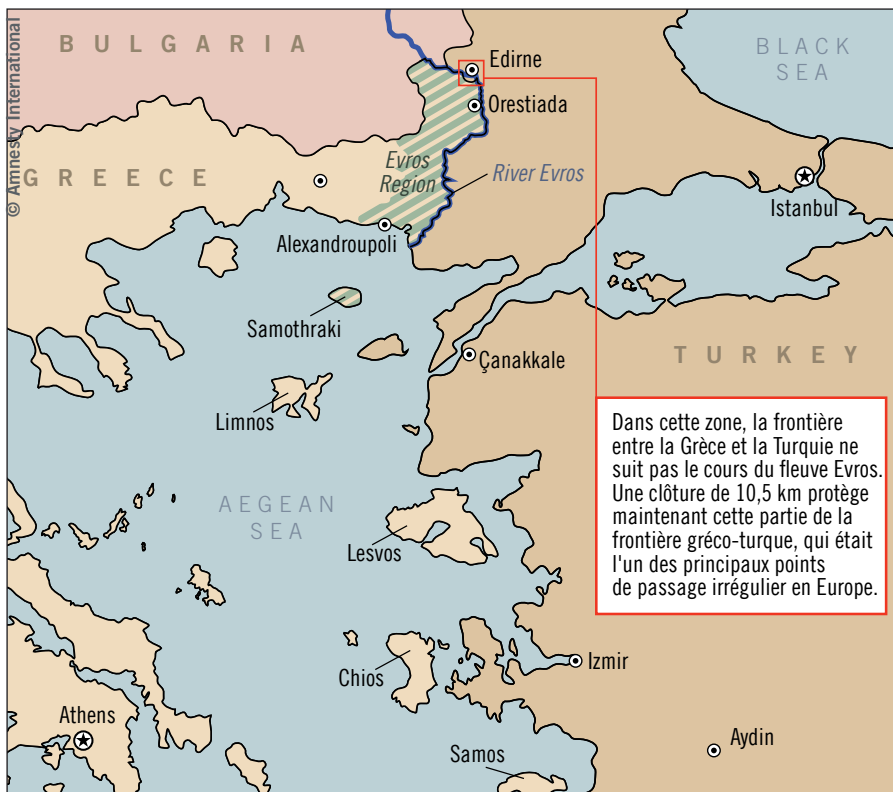 © Amnesty International
BULGARIA
BLACK
SEA
Edirne
Orestiada
Evros
Region
River Evros
GREECE
Istanbul
Alexandroupoli
Samothraki
Çanakkale
TURKEY
Limnos
Dans cette zone, la frontière
entre la Grèce et la Turquie ne
suit pas le cours du fleuve Evros.
Une clôture de 10,5 km protège
maintenant cette partie de la
frontière gréco-turque, qui était
l'un des principaux points
de passage irrégulier en Europe.
AEGEAN
SEA
Lesvos
Chios
Izmir
Athens
Aydin
Samos